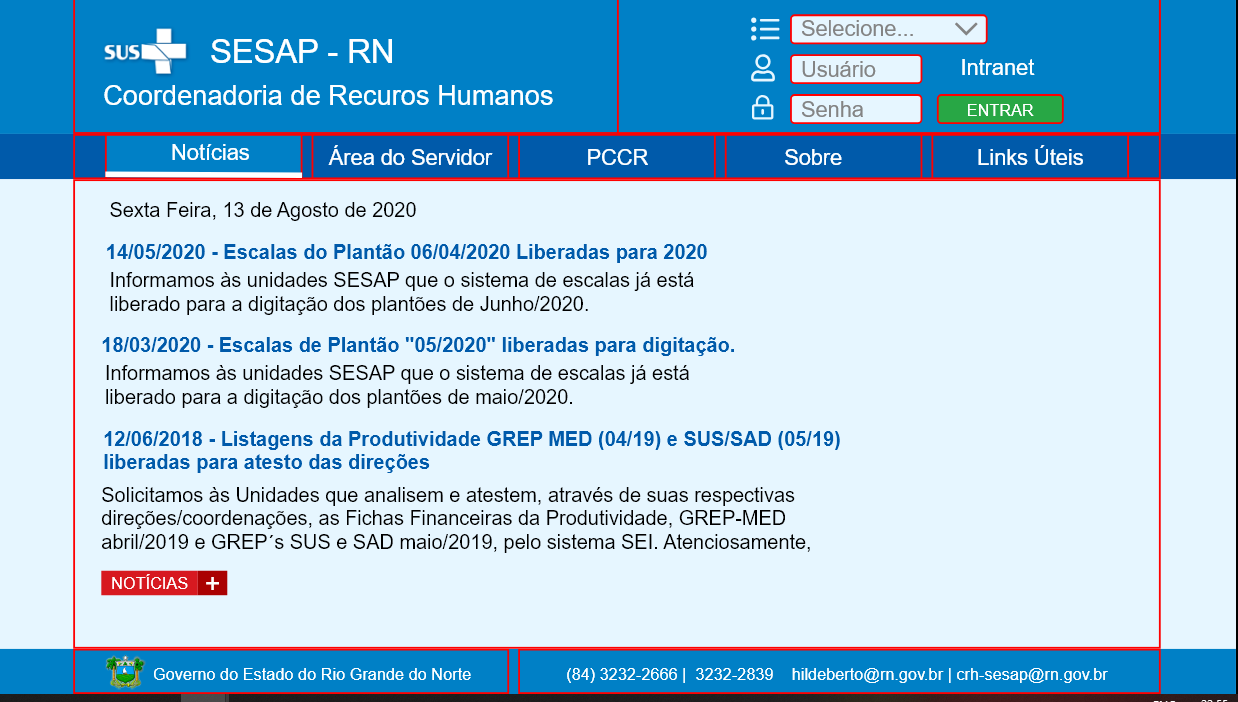 sus
SESAP - RN
Coordenadoria de Recuros Humanos
Selecione...
Usuário
Intranet
Senha
ENTRAR
Notícias
Área do Servidor
PCCR
Sobre
Links Úteis
Sexta Feira, 13 de Agosto de 2020
14/05/2020 - Escalas do Plantão 06/04/2020 Liberadas para 2020
Informamos às unidades SESAP que o sistema de escalas já está
liberado para a digitação dos plantões de Junho/2020.
18/03/2020 - Escalas de Plantão "05/2020" liberadas para digitação.
Informamos às unidades SESAP que o sistema de escalas já está
liberado para a digitação dos plantões de maio/2020.
12/06/2018 - Listagens da Produtividade GREP MED (04/19) e SUS/SAD (05/19)
liberadas para atesto das direções
Solicitamos às Unidades que analisem e atestem, através de suas respectivas
direções/coordenações, as Fichas Financeiras da Produtividade, GREP-MED
abril/2019 e GREP´s SUS e SAD maio/2019, pelo sistema SEI. Atenciosamente,
NOTÍCIAS +
Governo do Estado do Rio Grande do Norte
(84) 3232-2666 | 3232-2839 hildeberto@rn.gov.br | crh-sesap@rn.gov.br